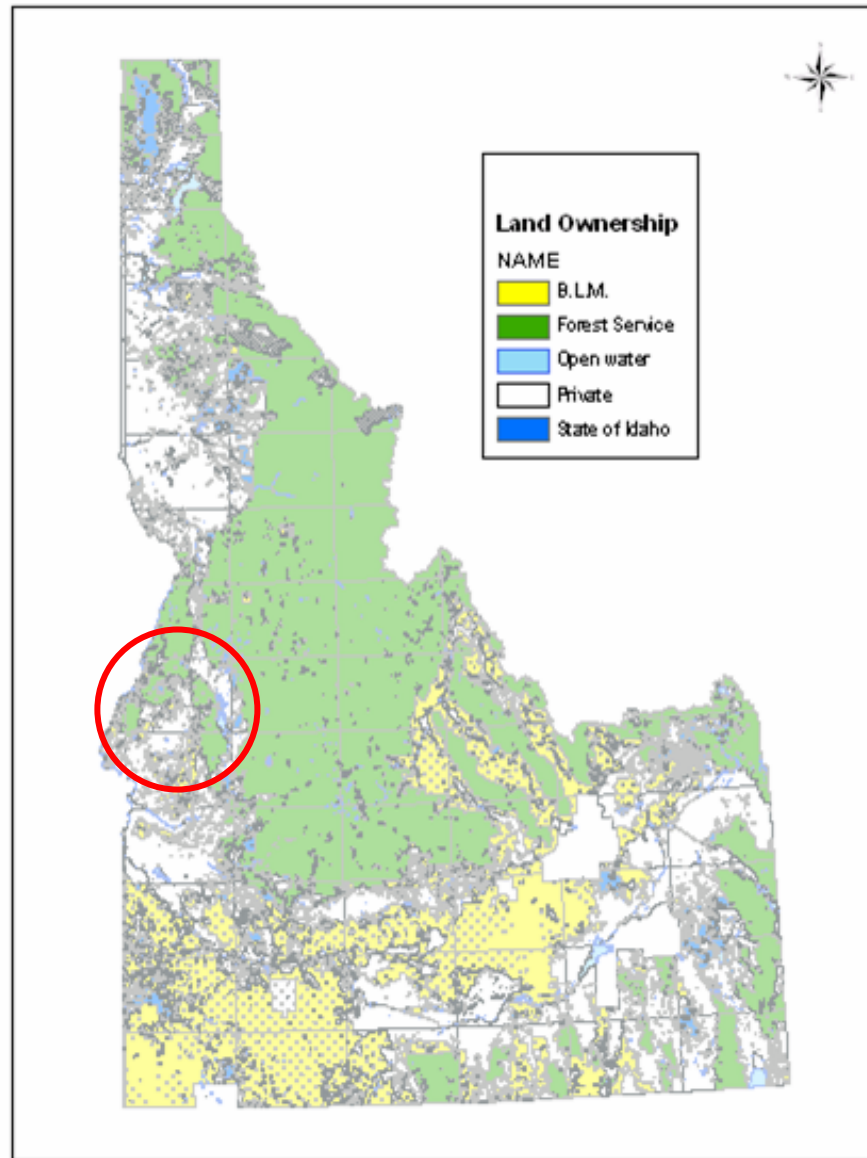 Land Ownership
NAME
B.L.M.
Forest Service
Open water
Private
State of Idaho